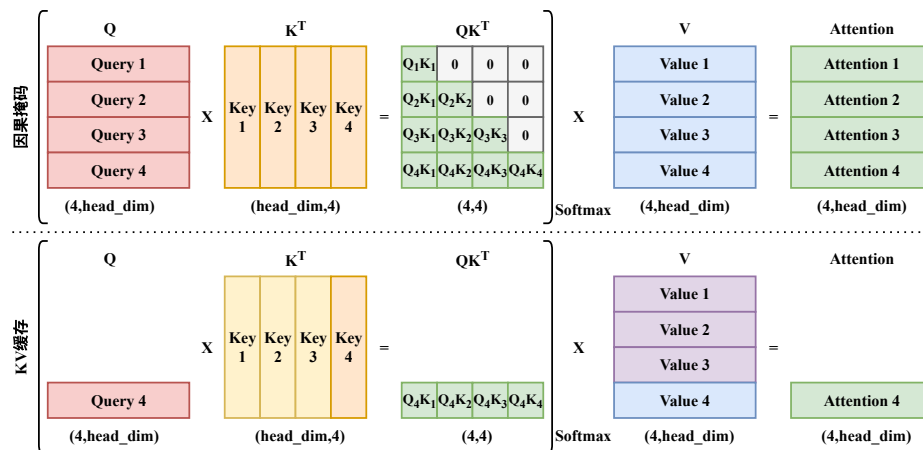 Q K^T QK^T V Attention
因果掩码
Query 1
Query 2
Query 3
Query 4
X
Key 1 Key 2 Key 3 Key 4
=
Q₁K₁ 0 0 0
Q₂K₁ Q₂K₂ 0 0
Q₃K₁ Q₃K₂ Q₃K₃ 0
Q₄K₁ Q₄K₂ Q₄K₃ Q₄K₄
X
Value 1
Value 2
Value 3
Value 4
=
Attention 1
Attention 2
Attention 3
Attention 4
(4,head_dim) (head_dim,4) (4,4) Softmax (4,head_dim) (4,head_dim)
Q K^T QK^T V Attention
KV缓存
Query 4
X
Key 1 Key 2 Key 3 Key 4
=
Q₄K₁ Q₄K₂ Q₄K₃ Q₄K₄
X
Value 1
Value 2
Value 3
Value 4
=
Attention 4
(4,head_dim) (head_dim,4) (4,4) Softmax (4,head_dim) (4,head_dim)